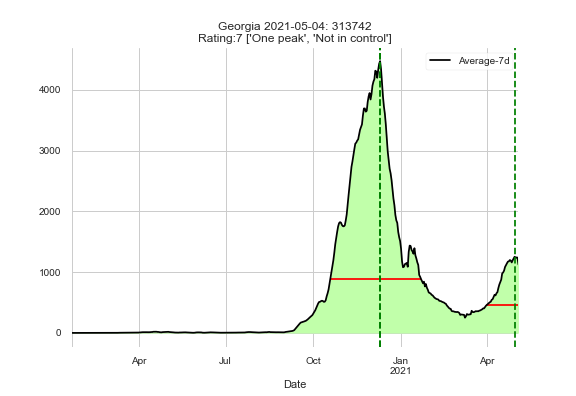 Georgia 2021-05-04: 313742
Rating:7 ['One peak', 'Not in control']
Average-7d
4000
3000
2000
1000
0
Apr
Jul
Oct
Jan
2021
Apr
Date